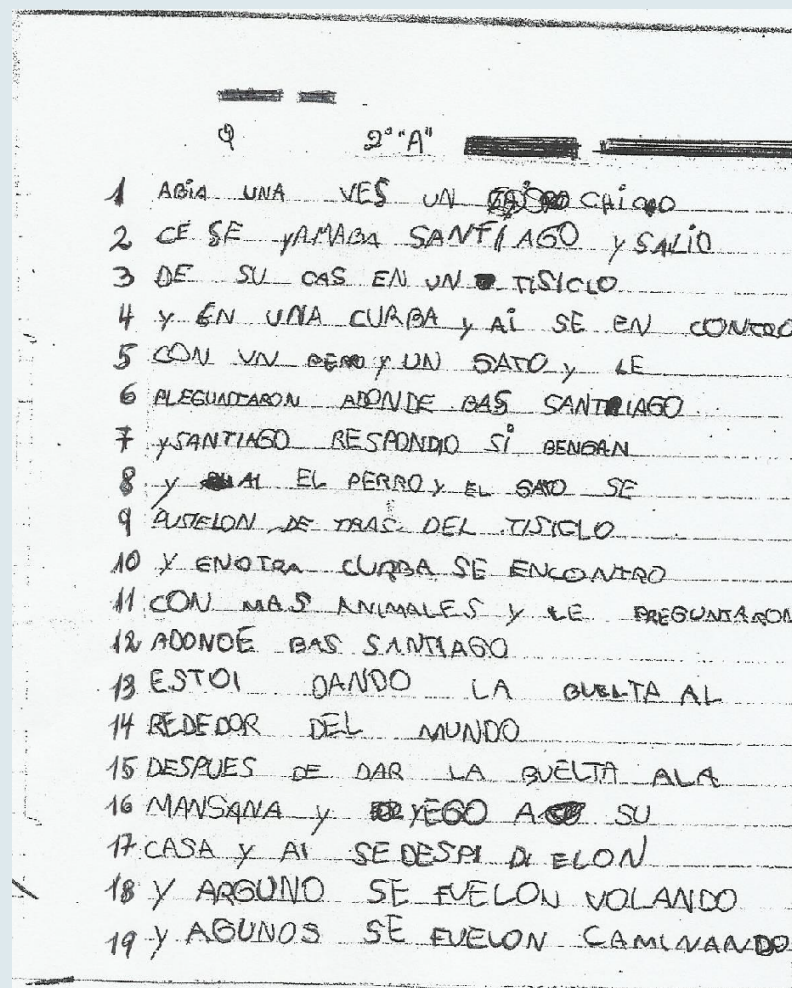 9 2° "A"
1 ABiA UNA VES UN CHiCO
2 CE SE YAMABA SANTIAGO Y SALIO
3 DE SU CAS EN UN TISICLO
4 Y EN UNA CURBA Y Ai SE EN CONTRO
5 CON UN PERRO Y UN GATO Y LE
6 PLEGUNTARON ADONDE BAS SANTIAGO
7 Y SANTIAGO RESPONDIO Si BENGAN
8 Y AI EL PERRO Y EL GATO SE
9 PUSIELON DE TRAS DEL TISICLO
10 Y ENOTRA CURBA SE ENCONTRO
11 CON MAS ANIMALES Y LE PREGUNTARON
12 ADONDE BAS SANTIAGO
13 ESTOI DANDO LA BUELTA AL
14 REDEDOR DEL MUNDO
15 DESPUES DE DAR LA BUELTA ALA
16 MANSANA Y YEGO A SU
17 CASA Y AI SE DESPI DI ELON
18 Y ARGUNO SE FUELON VOLANDO
19 Y AGUNOS SE FUELON CAMINANDO